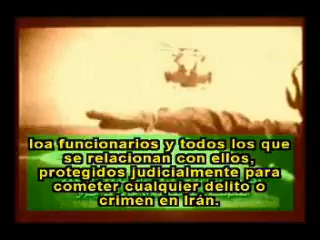 loa funcionarios y todos los que
se relacionan con ellos,
protegidos judicialmente para
cometer cualquier delito o
crimen en Irán.